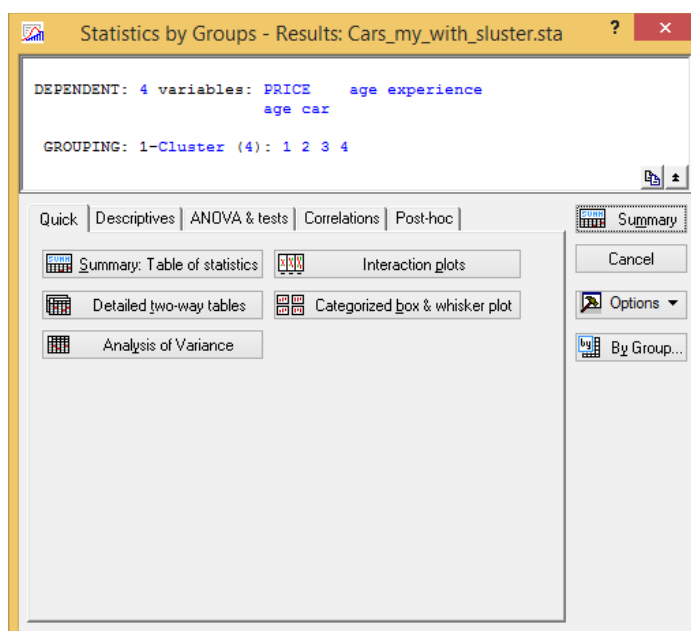 Statistics by Groups - Results: Cars_my_with_sluster.sta ? ×
DEPENDENT: 4 variables: PRICE age experience
age car
GROUPING: 1-Cluster (4): 1 2 3 4
Quick Descriptives ANOVA & tests Correlations Post-hoc
Summary
Summary: Table of statistics Interaction plots
Cancel
Detailed two-way tables Categorized box & whisker plot
Options
Analysis of Variance
By Group...